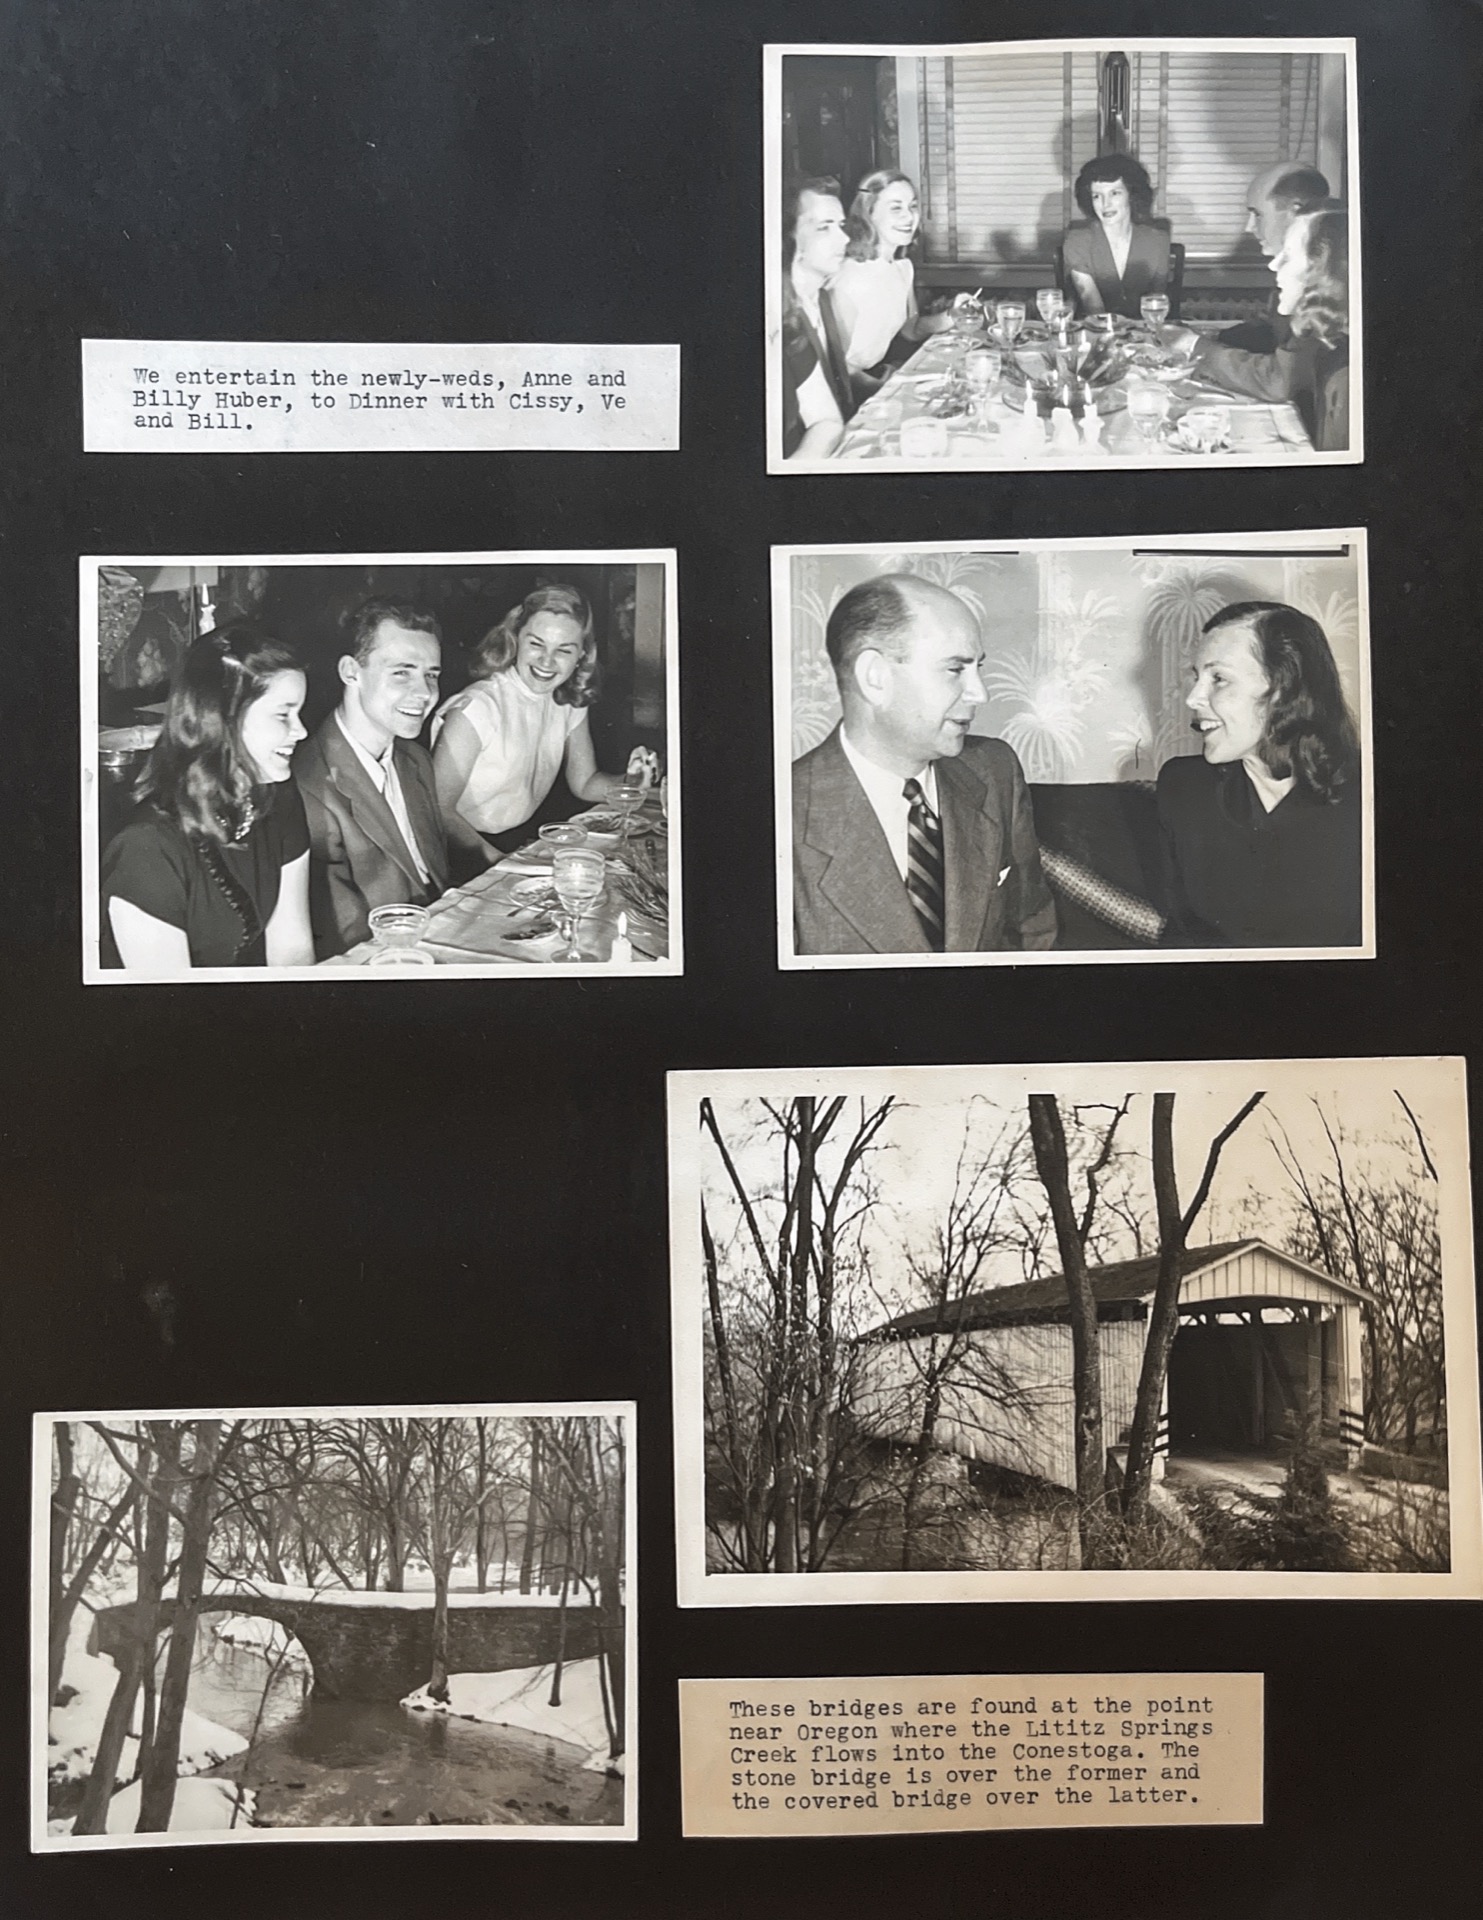 We entertain the newly-weds, Anne and
Billy Huber, to Dinner with Cissy, Ve
and Bill.
These bridges are found at the point
near Oregon where the Lititz Springs
Creek flows into the Conestoga. The
stone bridge is over the former and
the covered bridge over the latter.